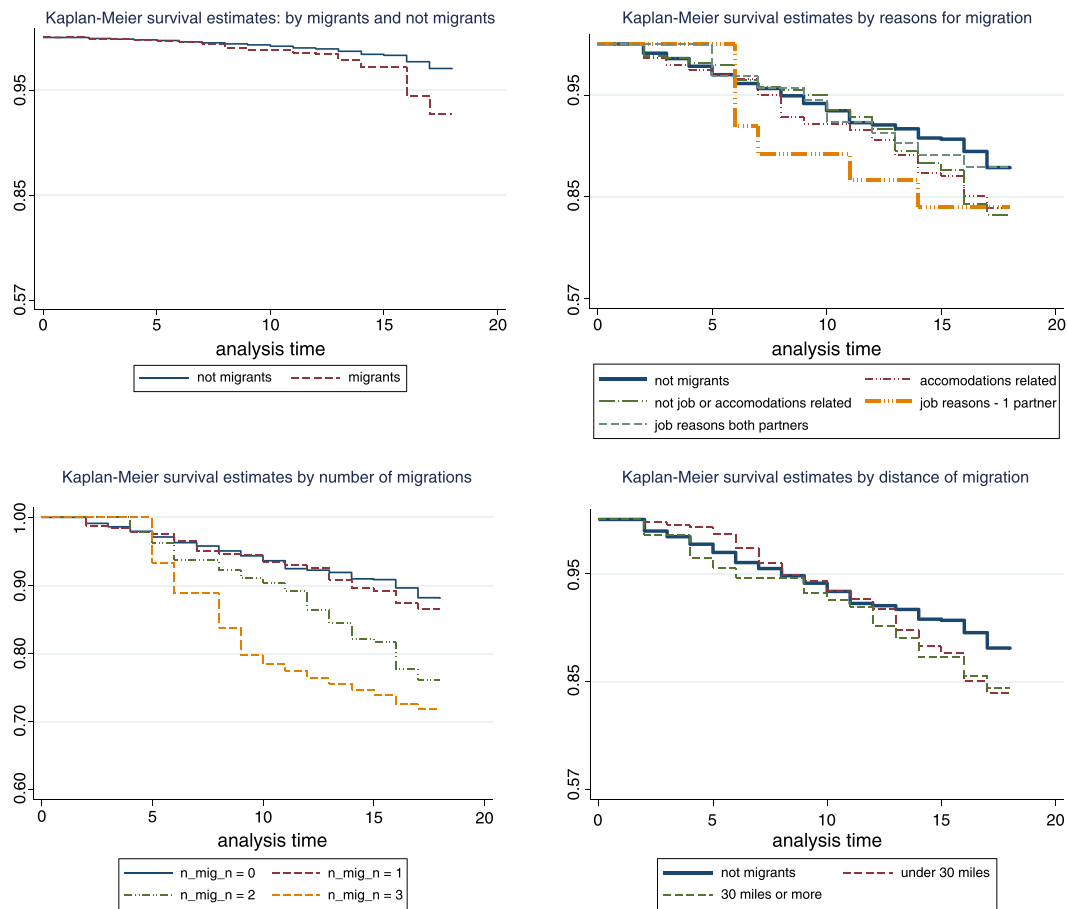 Kaplan-Meier survival estimates: by migrants and not migrants
0.95
0.85
0.57
0 5 10 15 20
analysis time
not migrants migrants
Kaplan-Meier survival estimates by reasons for migration
0.95
0.85
0.57
0 5 10 15 20
analysis time
not migrants accomodations related
not job or accomodations related job reasons - 1 partner
job reasons both partners
Kaplan-Meier survival estimates by number of migrations
1.00
0.90
0.80
0.70
0.60
0 5 10 15 20
analysis time
n_mig_n = 0 n_mig_n = 1
n_mig_n = 2 n_mig_n = 3
Kaplan-Meier survival estimates by distance of migration
0.95
0.85
0.57
0 5 10 15 20
analysis time
not migrants under 30 miles
30 miles or more